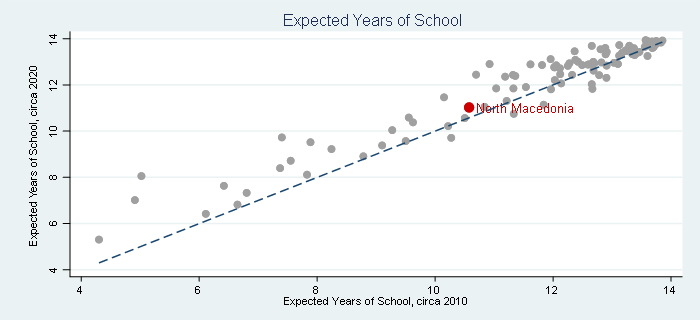 Expected Years of School
Expected Years of School, circa 2020
14
12
10
8
6
4
North Macedonia
4 6 8 10 12 14
Expected Years of School, circa 2010